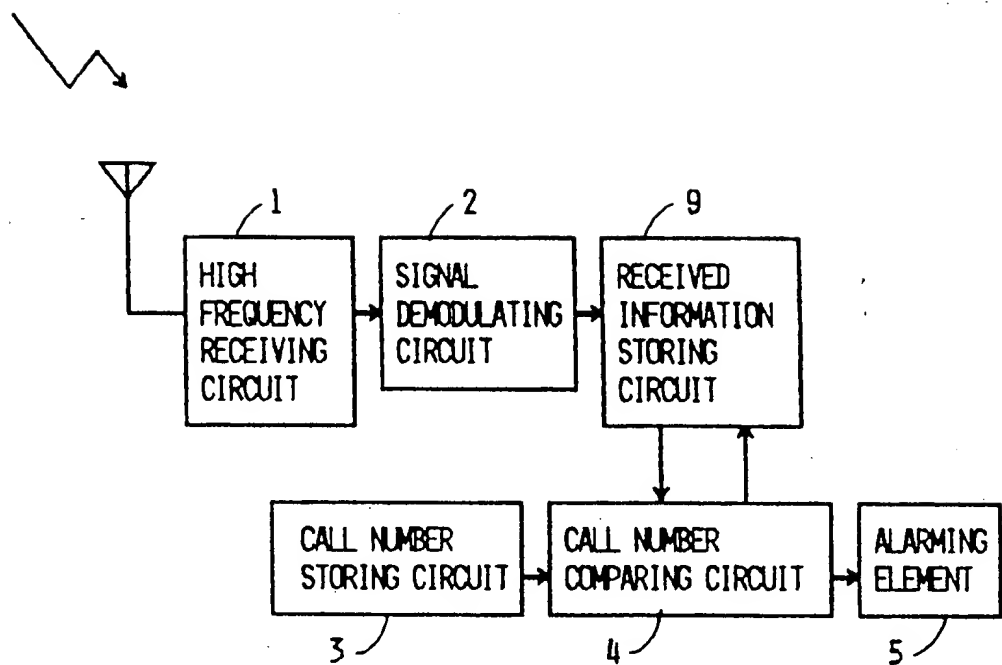 1
2
9
HIGH
FREQUENCY
RECEIVING
CIRCUIT
SIGNAL
DEMODULATING
CIRCUIT
RECEIVED
INFORMATION
STORING
CIRCUIT
CALL NUMBER
STORING CIRCUIT
CALL NUMBER
COMPARING CIRCUIT
ALARMING
ELEMENT
3
4
5